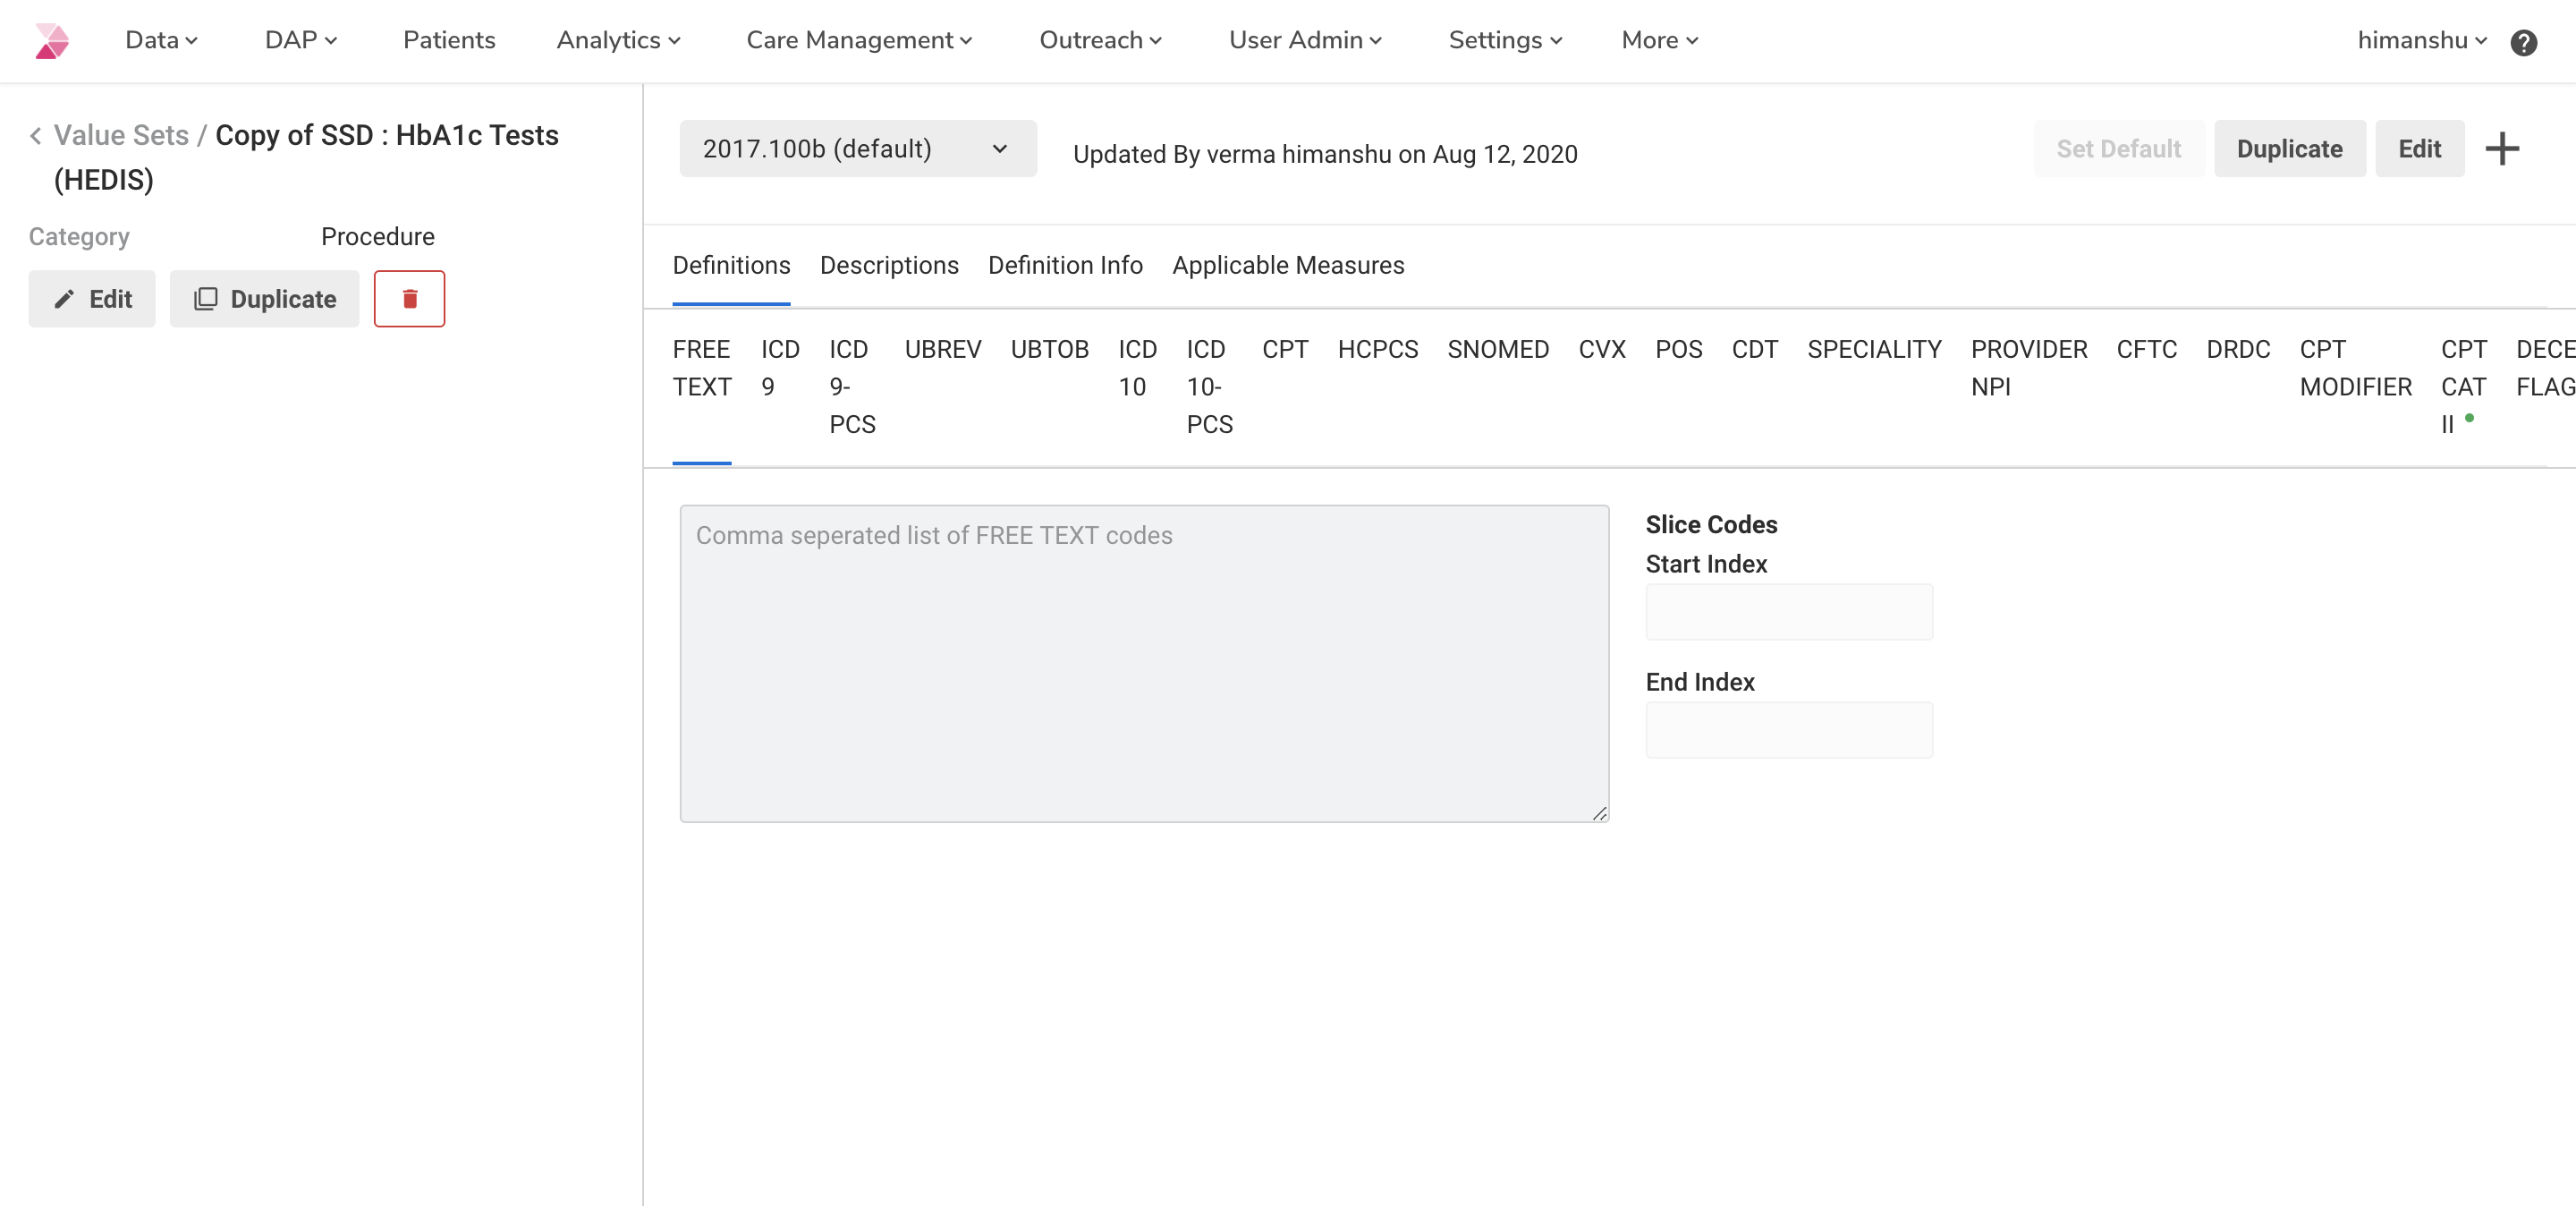 Data DAP Patients Analytics Care Management Outreach User Admin Settings More himanshu ?
Value Sets / Copy of SSD : HbA1c Tests
(HEDIS)
Category Procedure
Edit Duplicate
2017.100b (default) Updated By verma himanshu on Aug 12, 2020 Set Default Duplicate Edit
Definitions Descriptions Definition Info Applicable Measures
FREE ICD ICD UBREV UBTOB ICD ICD CPT HCPCS SNOMED CVX POS CDT SPECIALITY PROVIDER CFTC DRDC CPT CPT DECE
TEXT 9 9- 10 10- NPI MODIFIER CAT FLAG
PCS PCS II
Comma seperated list of FREE TEXT codes
Slice Codes
Start Index
End Index